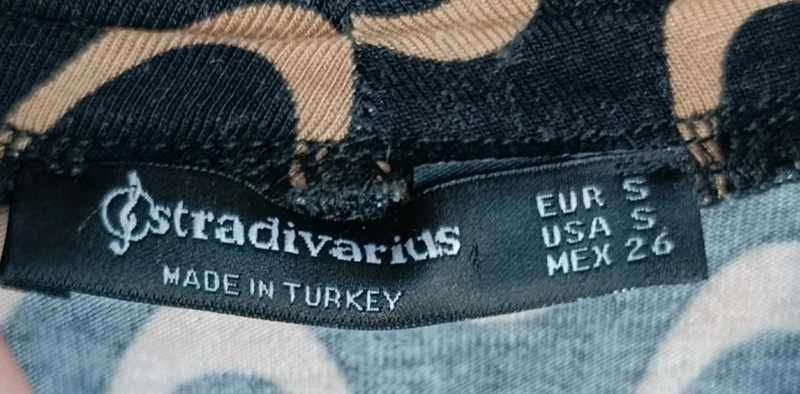 stradivarius
MADE IN TURKEY
EUR S
USA S
MEX 26